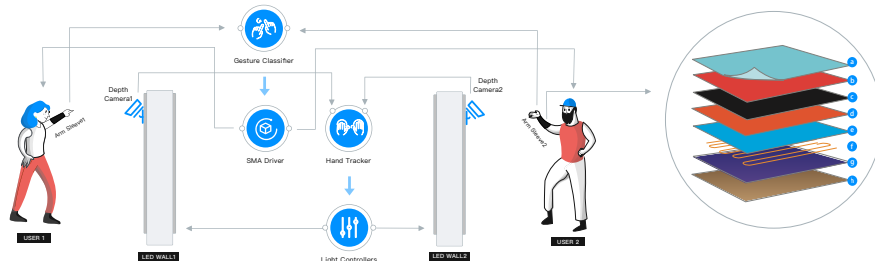 Gesture Classifier
Depth
Camera1
Depth
Camera2
Arm Sleeve1
Arm Sleeve2
SMA Driver
Hand Tracker
Light Controllers
USER 1
LED WALL1
LED WALL2
USER 2
a
b
c
d
e
f
g